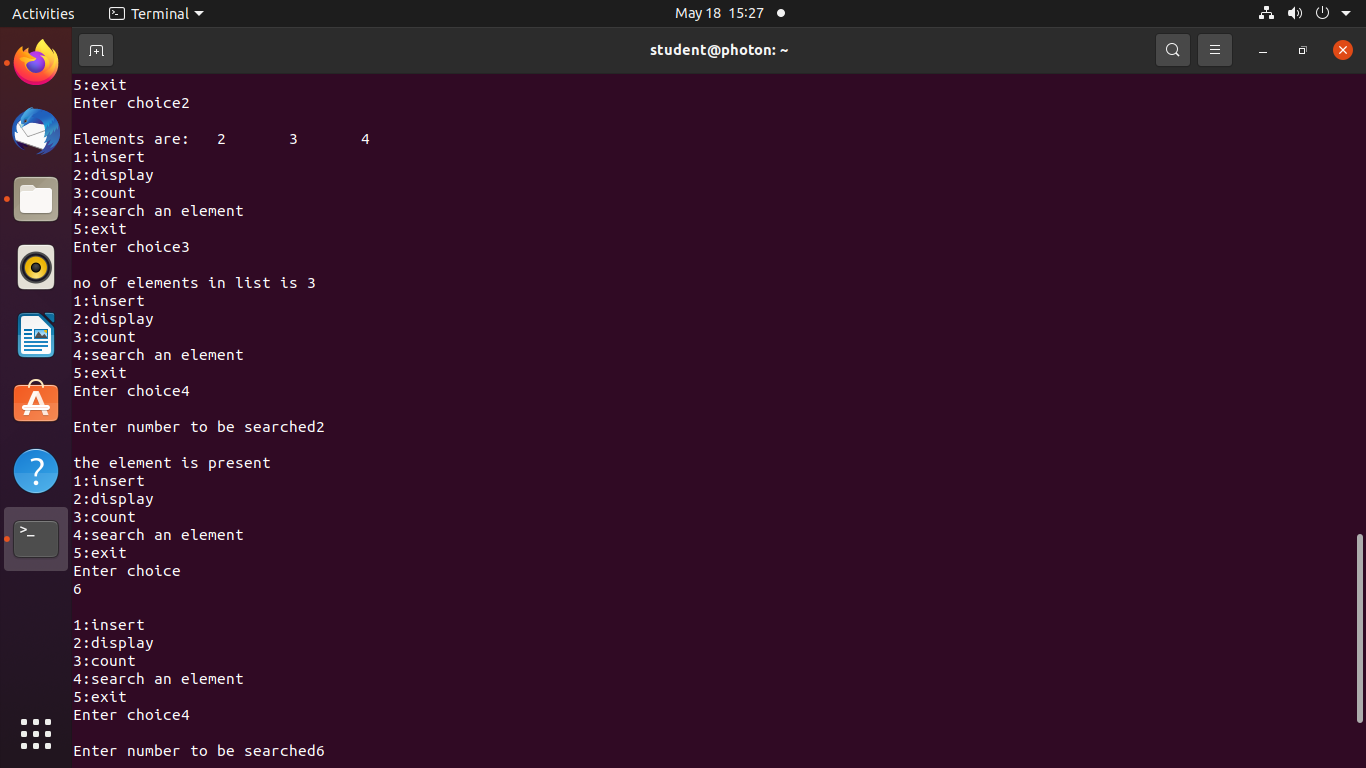 Activities Terminal May 18 15:27
student@photon: ~
5:exit
Enter choice2
Elements are: 2 3 4
1:insert
2:display
3:count
4:search an element
5:exit
Enter choice3
no of elements in list is 3
1:insert
2:display
3:count
4:search an element
5:exit
Enter choice4
Enter number to be searched2
the element is present
1:insert
2:display
3:count
4:search an element
5:exit
Enter choice
6
1:insert
2:display
3:count
4:search an element
5:exit
Enter choice4
Enter number to be searched6